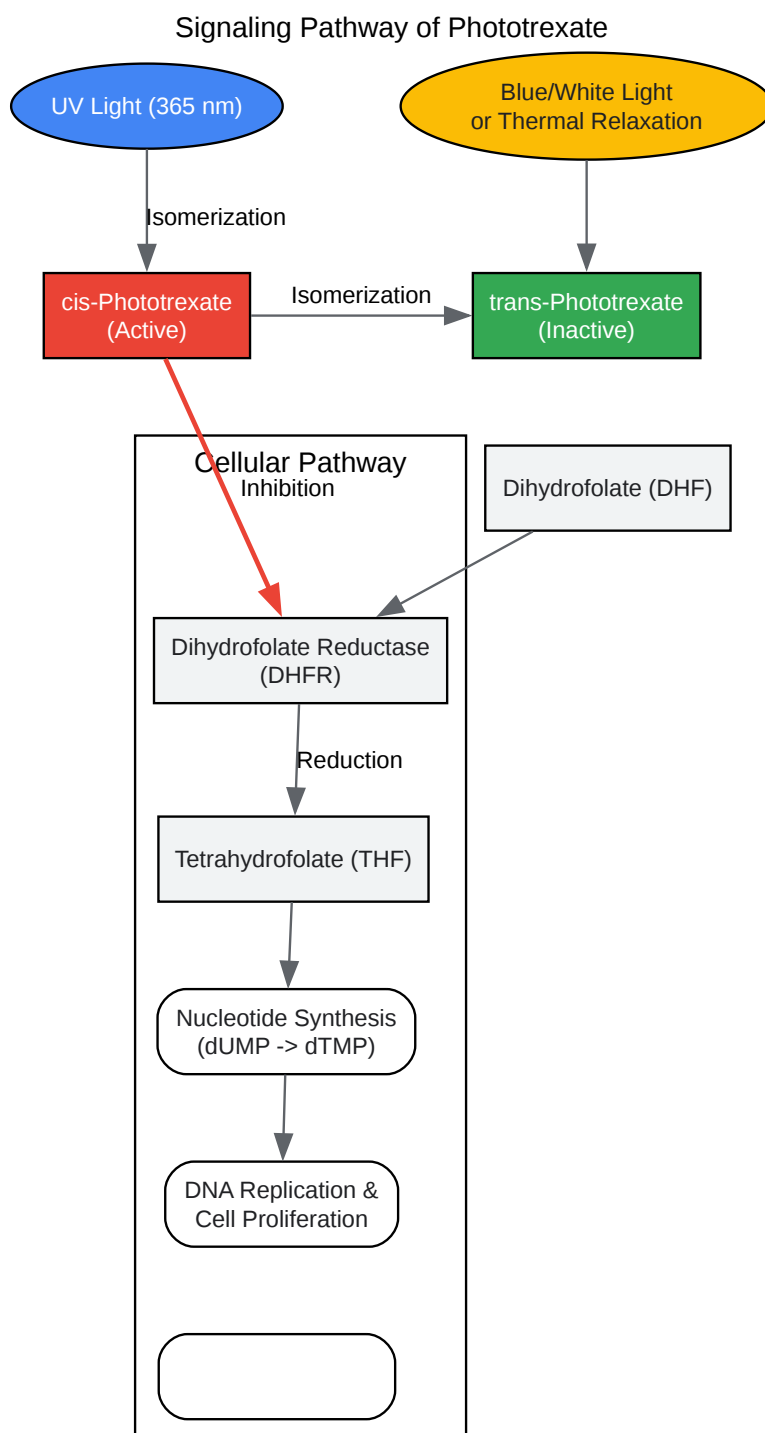 Signaling Pathway of Phototrexate
UV Light (365 nm)
Blue/White Light
or Thermal Relaxation
Isomerization
cis-Phototrexate
(Active)
Isomerization
trans-Phototrexate
(Inactive)
Cellular Pathway
Inhibition
Dihydrofolate (DHF)
Dihydrofolate Reductase
(DHFR)
Reduction
Tetrahydrofolate (THF)
Nucleotide Synthesis
(dUMP -> dTMP)
DNA Replication &
Cell Proliferation